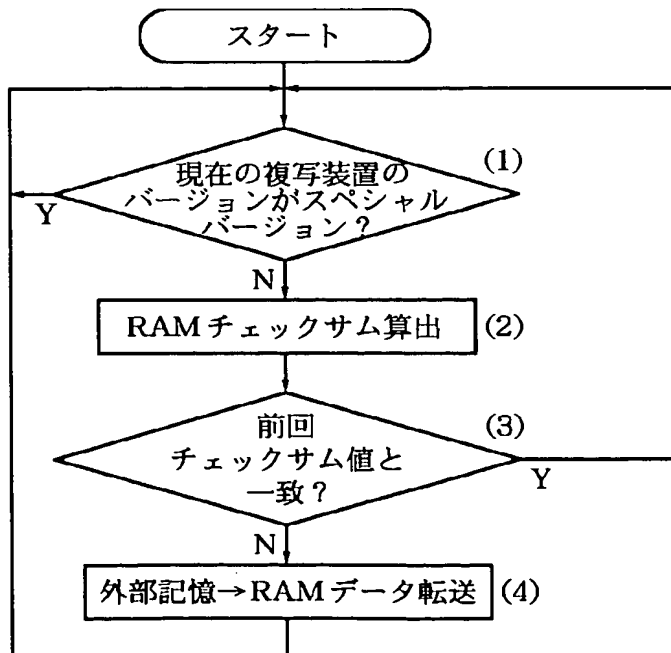 スタート
現在の複写装置の
バージョンがスペシャル
バージョン？
(1)
Y
N
RAMチェックサム算出
(2)
前回
チェックサム値と
一致？
(3)
Y
N
外部記憶→RAMデータ転送
(4)